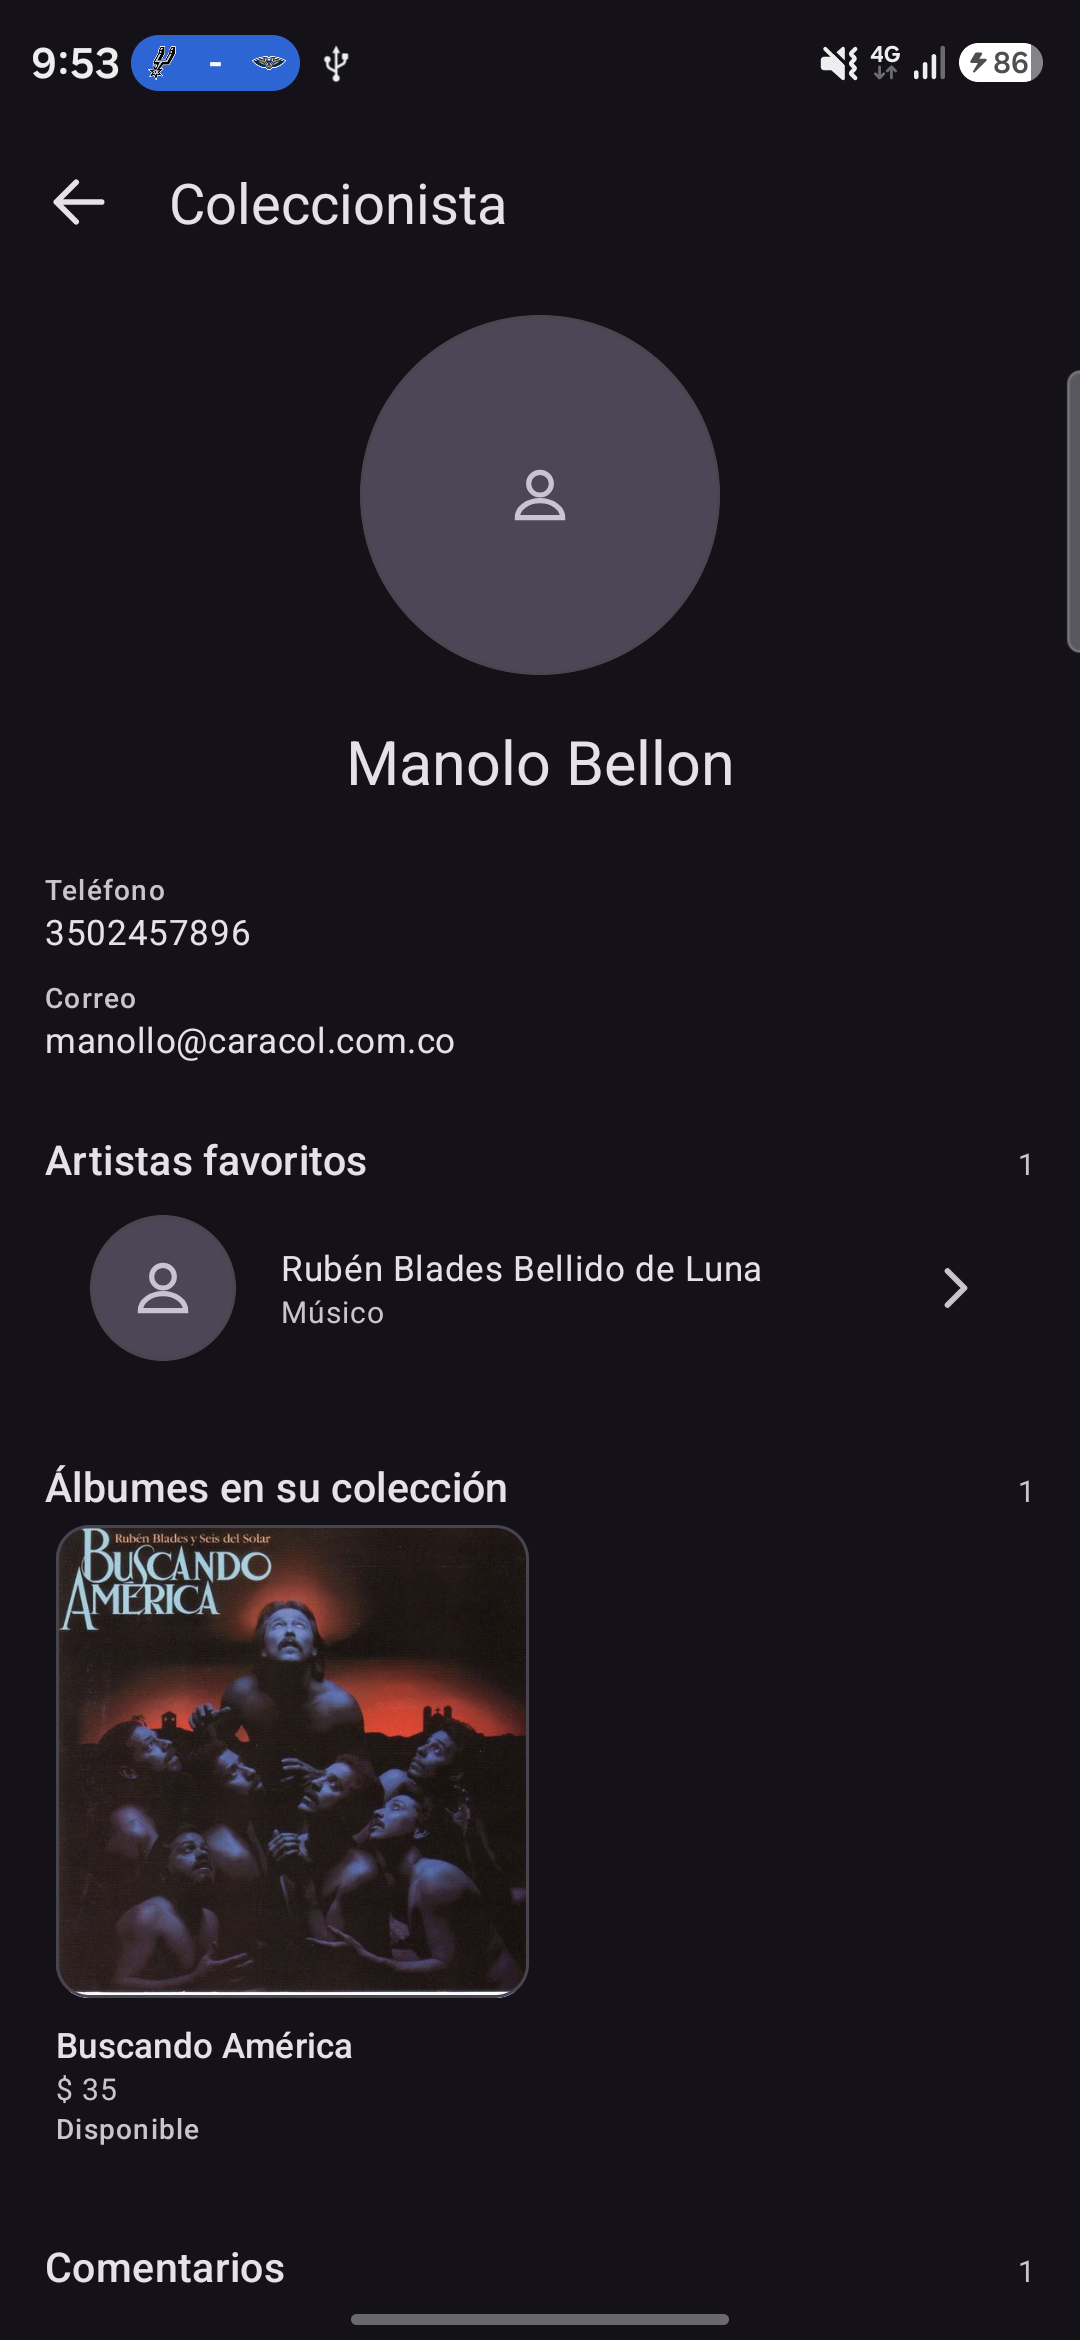 9:53 - 4G 86
Coleccionista
Manolo Bellon
Teléfono
3502457896
Correo
manollo@caracol.com.co
Artistas favoritos 1
Rubén Blades Bellido de Luna
Músico
Álbumes en su colección 1
Rubén Blades y Seis del Solar
BUSCANDO
AMÉRICA
Buscando América
$ 35
Disponible
Comentarios 1